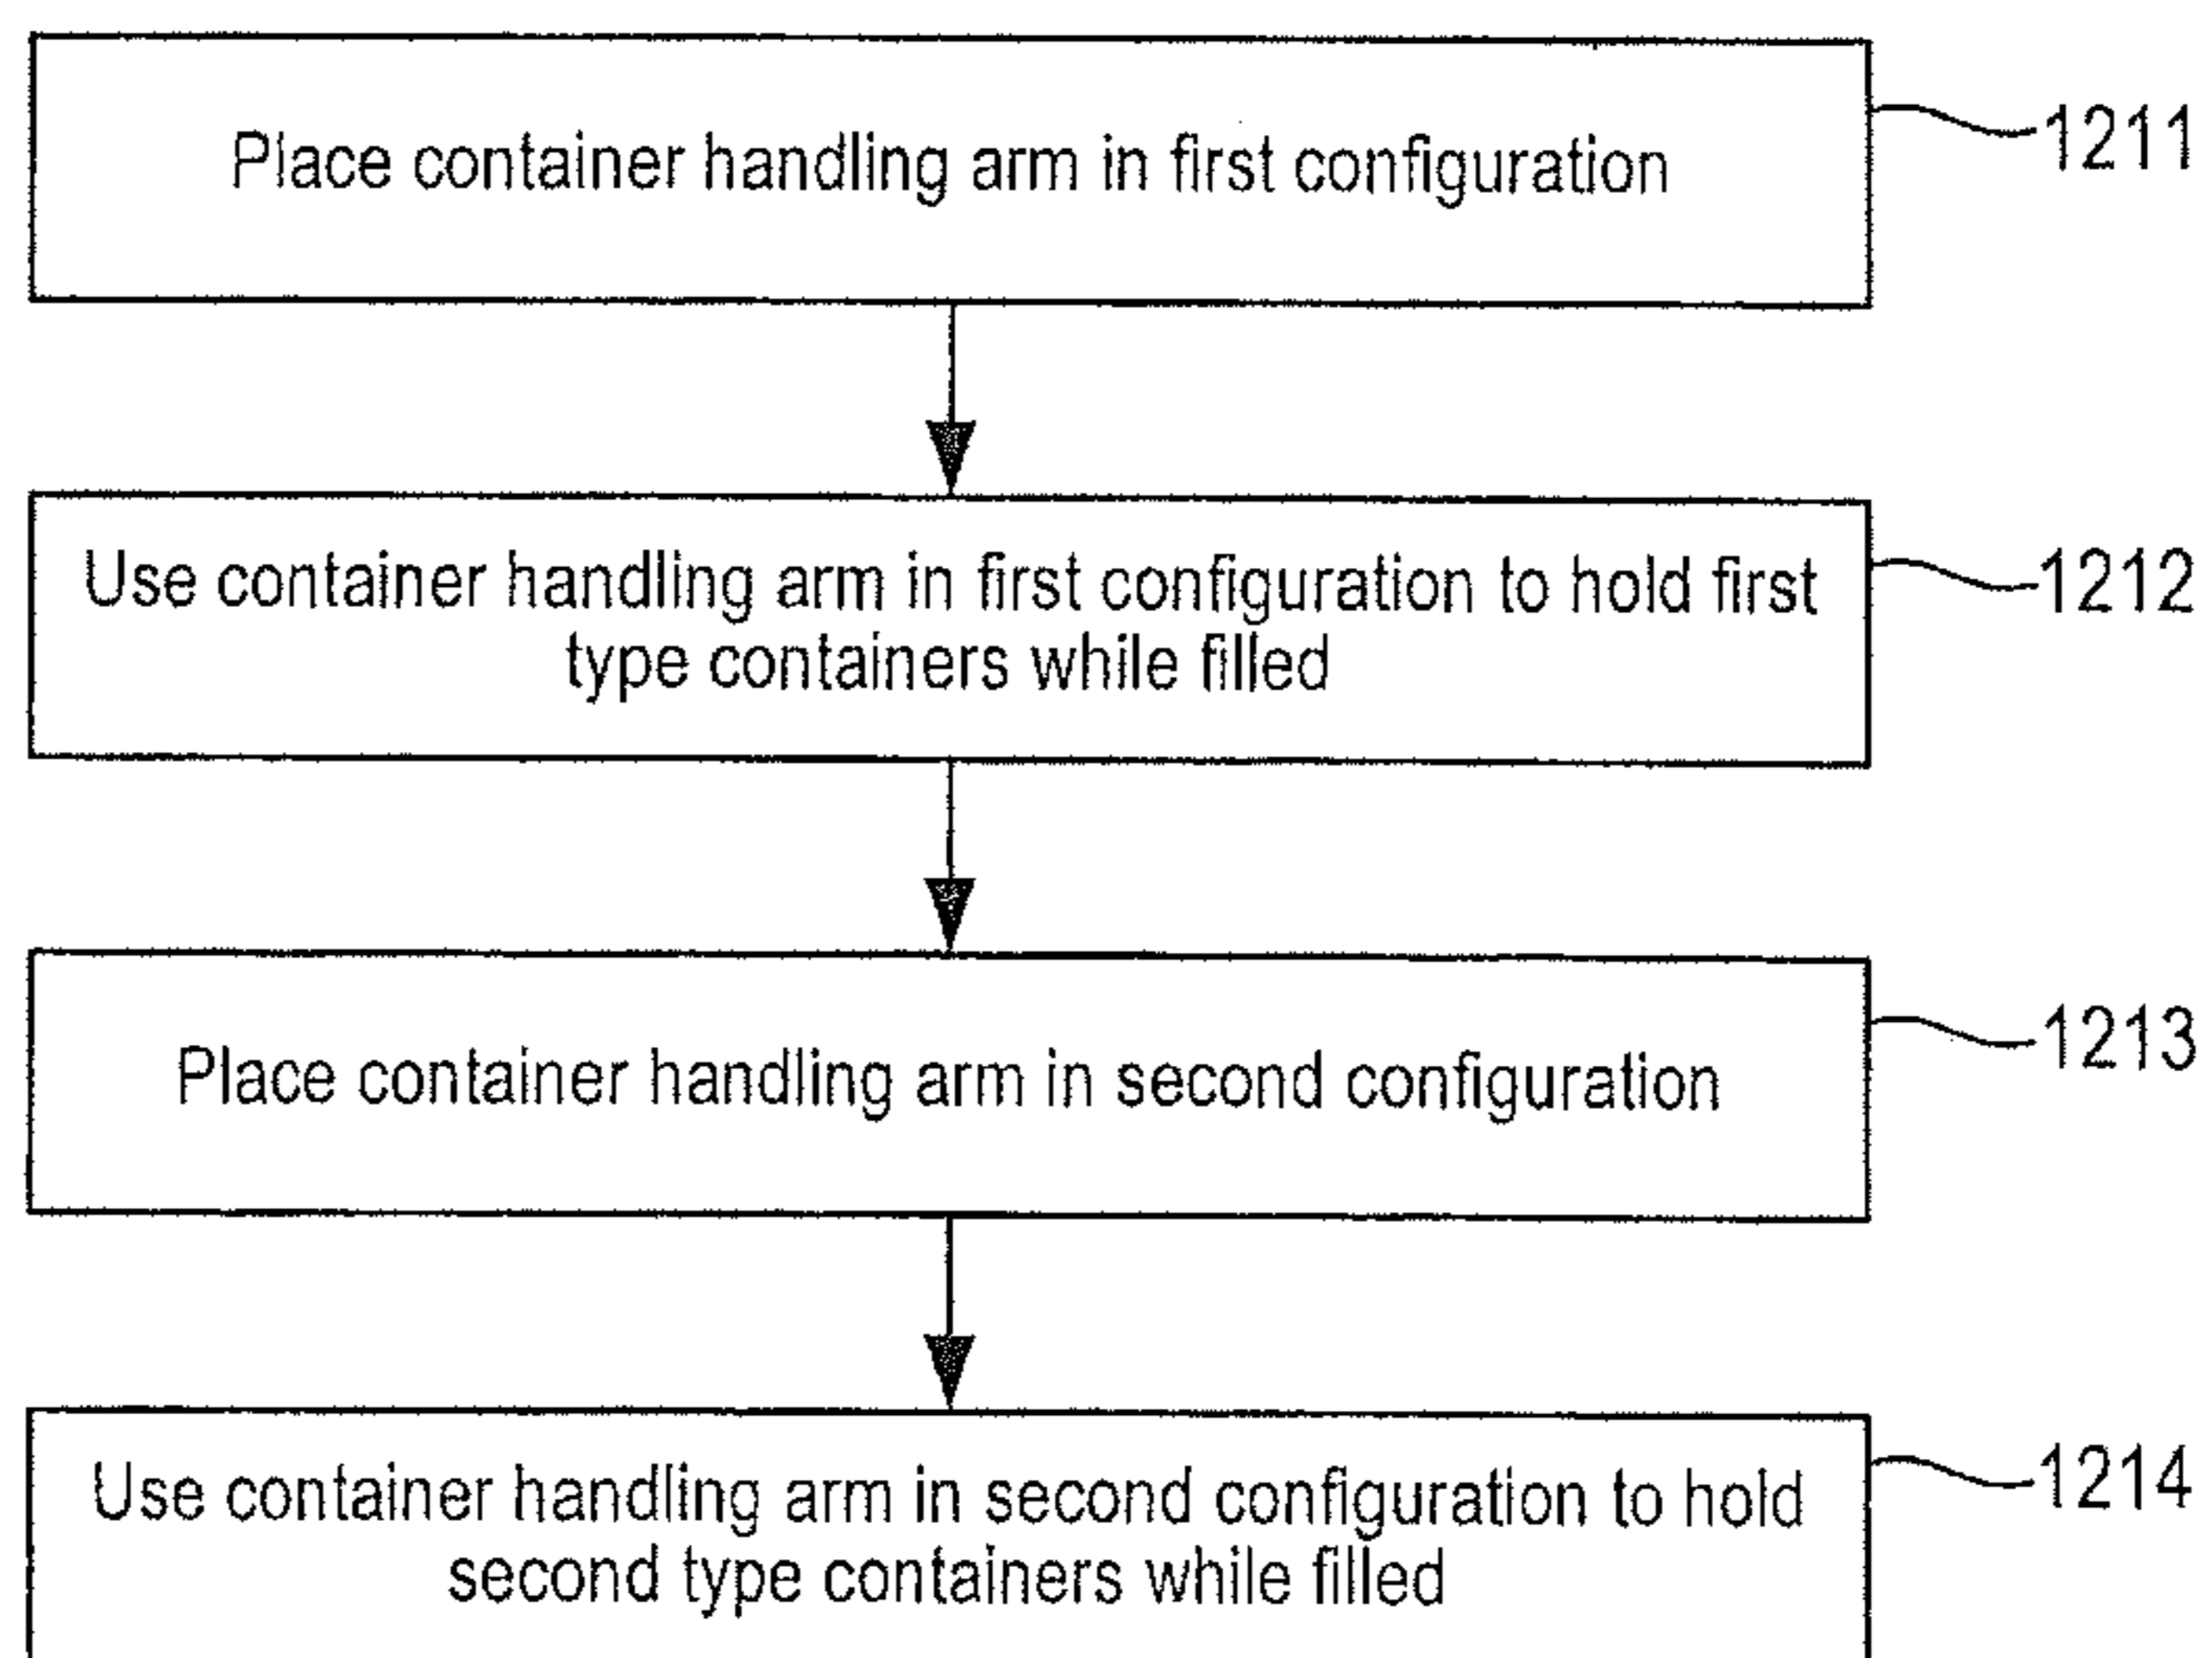 Place container handling arm in first configuration
1211
Use container handling arm in first configuration to hold first
type containers while filled
1212
Place container handling arm in second configuration
1213
Use container handling arm in second configuration to hold
second type containers while filled
1214